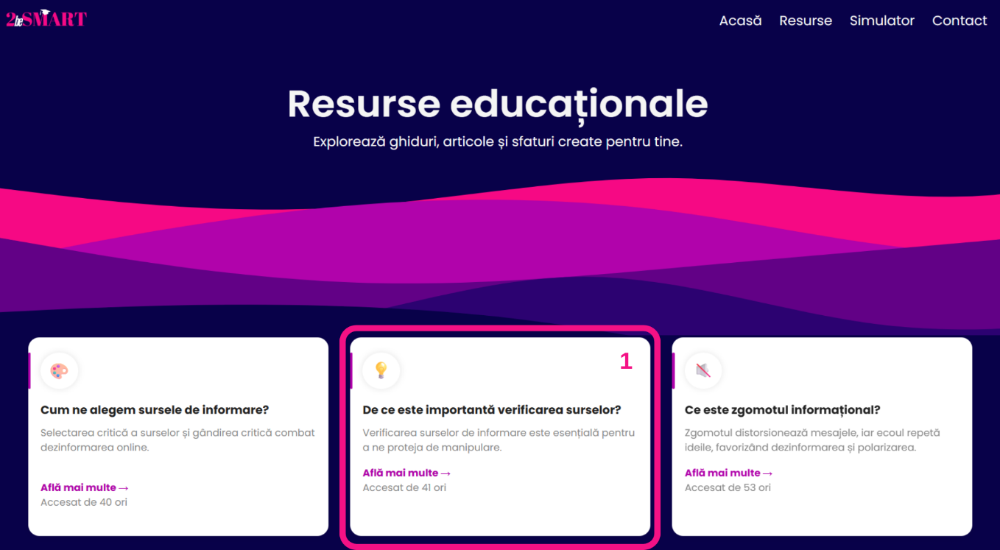 2beSMART
Acasă Resurse Simulator Contact
Resurse educaționale
Explorează ghiduri, articole și sfaturi create pentru tine.
Cum ne alegem sursele de informare?
Selectarea critică a surselor și gândirea critică combat
dezinformarea online.
Află mai multe →
Accesat de 40 ori
1
De ce este importantă verificarea surselor?
Verificarea surselor de informare este esențială pentru
a ne proteja de manipulare.
Află mai multe →
Accesat de 41 ori
Ce este zgomotul informațional?
Zgomotul distorsionează mesajele, iar ecoul repetă
ideile, favorizând dezinformarea și polarizarea.
Află mai multe →
Accesat de 53 ori